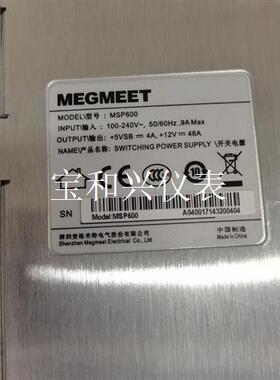 MEGMEET
MODEL/型号：MSP600
INPUT/输入：100-240V~, 50/60Hz ,9A Max
OUTPUT/输出：+5VSB ⎓ 4A, +12V ⎓ 48A
NAME/产品名称：SWITCHING POWER SUPPLY /开关电源
宝和兴仪表
10
SN
Model:MSP600
A040017143200404
深圳麦格米特电气股份有限公司
Shenzhen Megmeet Electrical Co., Ltd
中国制造